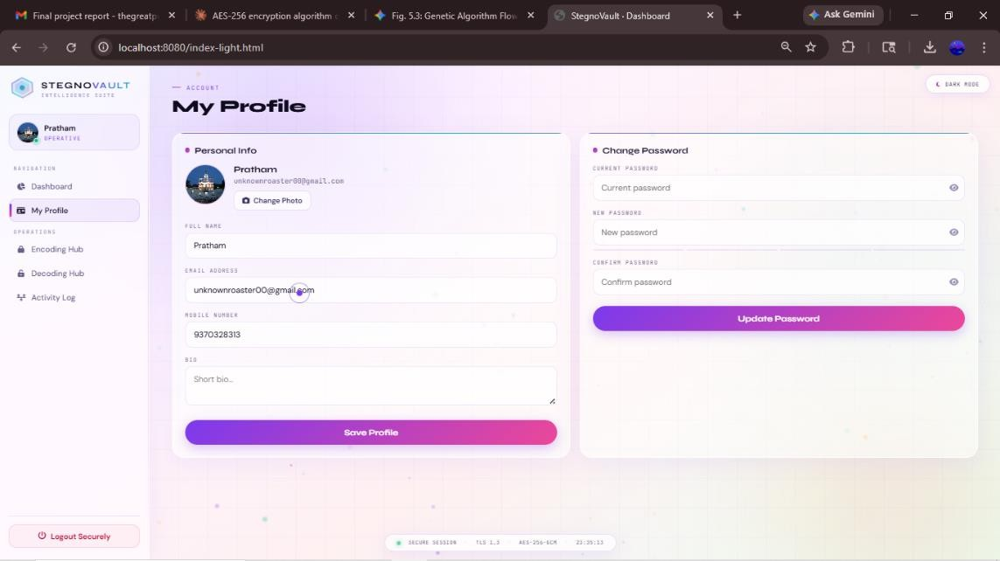 Final project report - thegreatp
AES-256 encryption algorithm
Fig. 5.3: Genetic Algorithm Flow
StegnoVault · Dashboard
Ask Gemini
localhost:8080/index-light.html
STEGNOVAULT
INTELLIGENCE SUITE
Pratham
OPERATIVE
NAVIGATION
Dashboard
My Profile
OPERATIONS
Encoding Hub
Decoding Hub
Activity Log
Logout Securely
ACCOUNT
My Profile
DARK MODE
Personal Info
Pratham
unknownroaster00@gmail.com
Change Photo
FULL NAME
Pratham
EMAIL ADDRESS
unknownroaster00@gmail.com
MOBILE NUMBER
9370328313
BIO
Short bio...
Save Profile
Change Password
CURRENT PASSWORD
Current password
NEW PASSWORD
New password
CONFIRM PASSWORD
Confirm password
Update Password
SECURE SESSION · TLS 1.3 · AES-256-GCM · 23:35:13